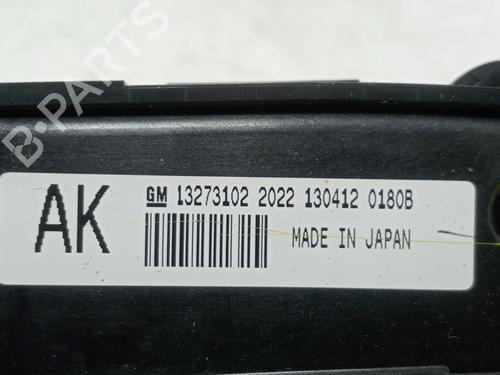 B-PARTS
AK
GM 13273102 2022 130412 0180B
MADE IN JAPAN